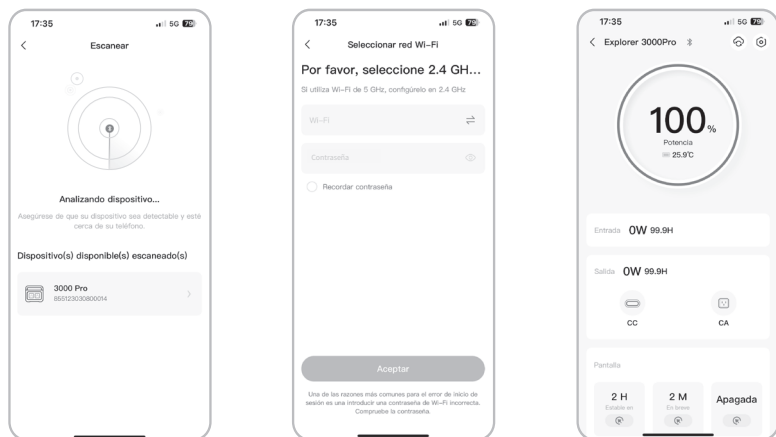 17:35
5G 79
Escanear
Analizando dispositivo...
Asegúrese de que su dispositivo sea detectable y esté
cerca de su teléfono.
Dispositivo(s) disponible(s) escaneado(s)
3000 Pro
855123030800014
17:35
5G 79
Seleccionar red Wi-Fi
Por favor, seleccione 2.4 GH...
Si utiliza Wi-Fi de 5 GHz, configúrelo en 2.4 GHz
WI-FI
Contraseña
Recordar contraseña
Aceptar
Una de las razones más comunes para el error de inicio de
sesión es una introducir una contraseña de Wi-Fi incorrecta.
Compruebe la contraseña.
17:35
5G 79
Explorer 3000Pro
100%
Potencia
25.9℃
Entrada 0W 99.9H
Salida 0W 99.9H
CC
CA
Pantalla
2 H
Estable en
2 M
En breve
Apagada